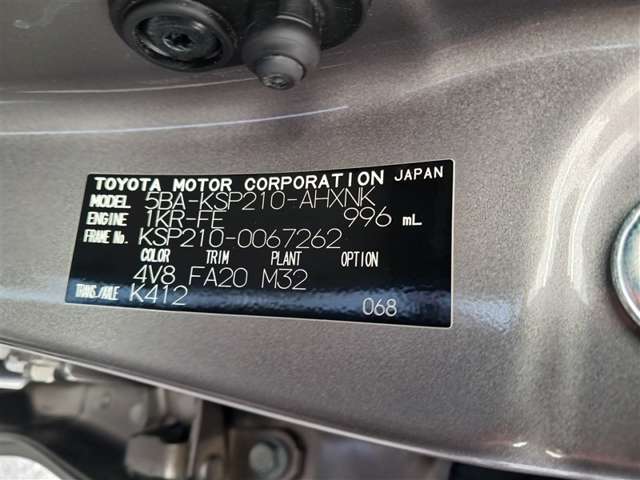 TOYOTA MOTOR CORPORATION JAPAN
MODEL 5BA-KSP210-AHXNK
ENGINE 1KR-FE 996 mL
FRAME No. KSP210-0067262
COLOR TRIM PLANT OPTION
4V8 FA20 M32
TRANS./AXLE K412
068